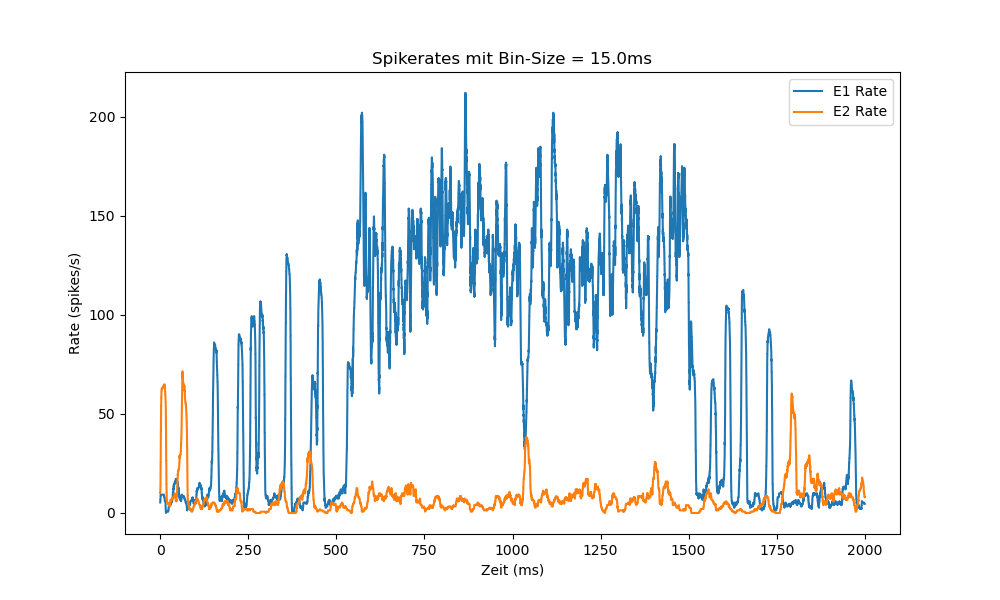 Spikerates mit Bin-Size = 15.0ms
E1 Rate
E2 Rate
Rate (spikes/s)
200
150
100
50
0
0 250 500 750 1000 1250 1500 1750 2000
Zeit (ms)